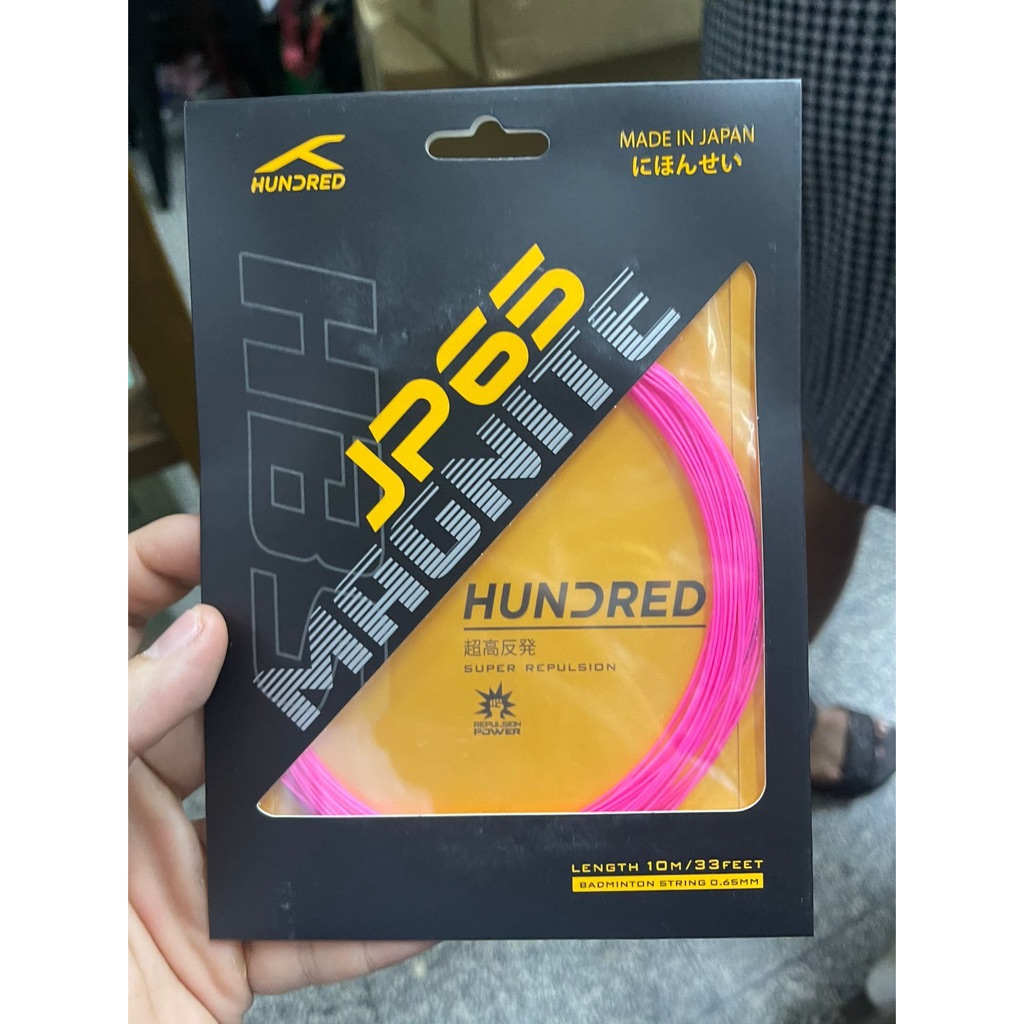 HUNDRED
MADE IN JAPAN
にほんせい
JP65
MAGNITE
HUNDRED
超高反発
SUPER REPULSION
REPULSION
POWER
LENGTH 10M/33FEET
BADMINTON STRING 0.65MM